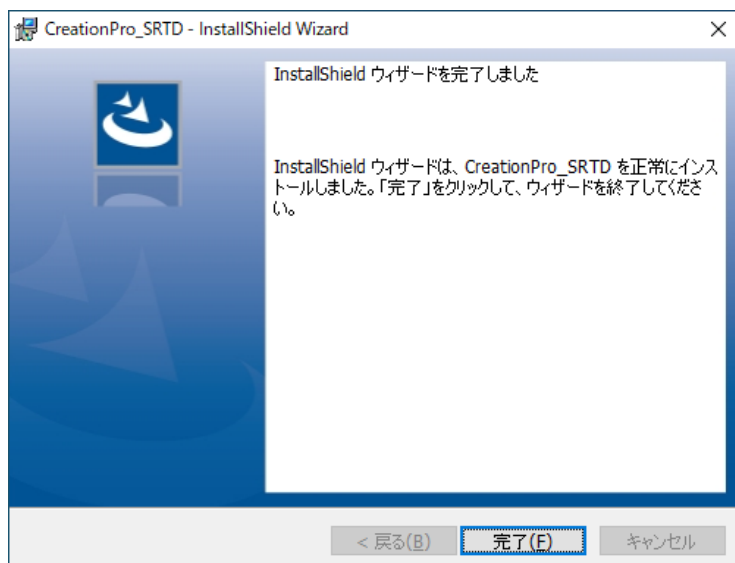 CreationPro_SRTD - InstallShield Wizard
InstallShield ウィザードを完了しました
InstallShield ウィザードは、CreationPro_SRTD を正常にインス
トールしました。「完了」をクリックして、ウィザードを終了してくださ
い。
< 戻る(B)
完了(F)
キャンセル